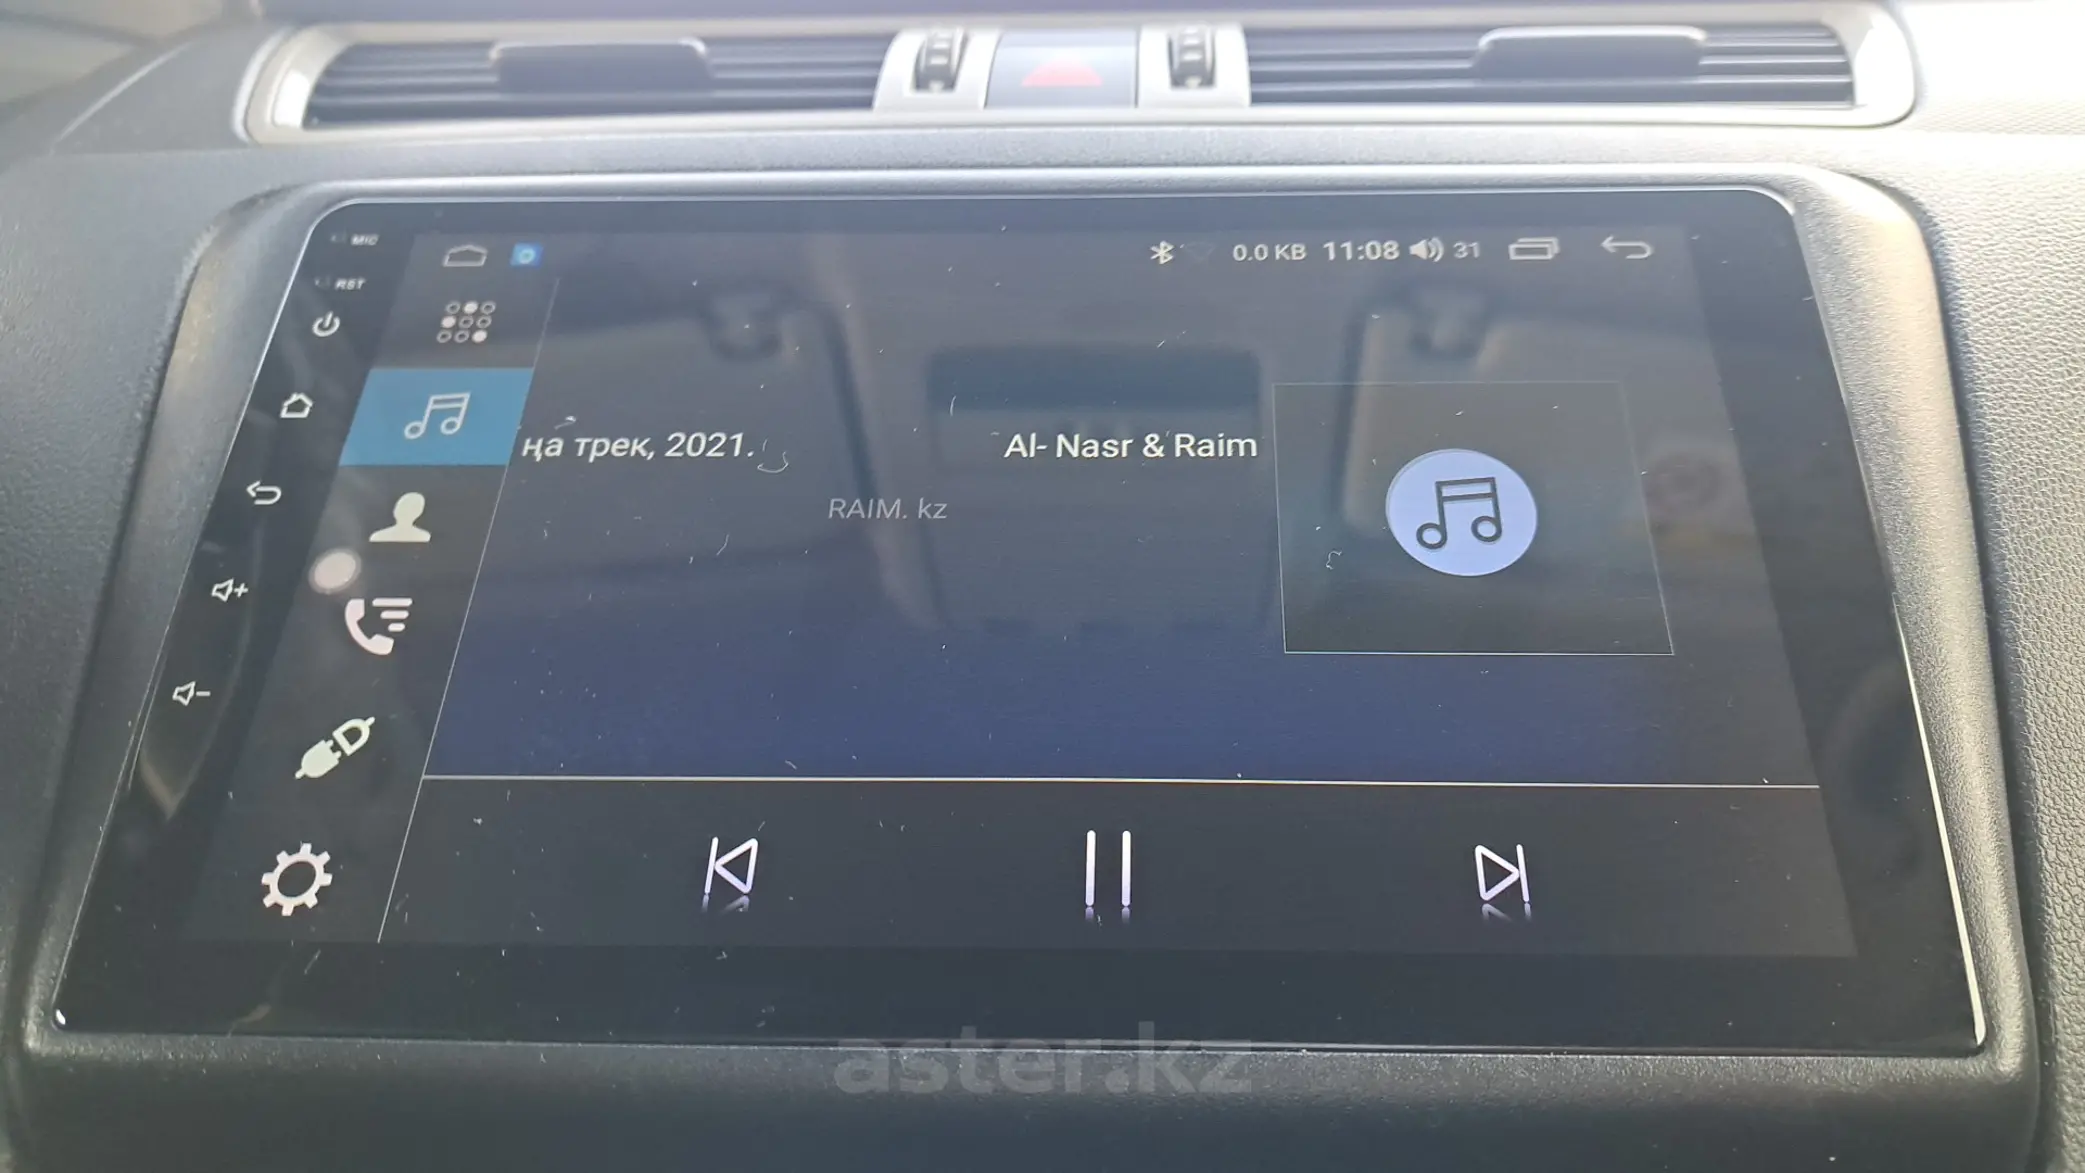 MIC
0.0 KB 11:08 31
RST
ңа трек, 2021. Al- Nasr & Raim
RAIM. kz
aster.kz